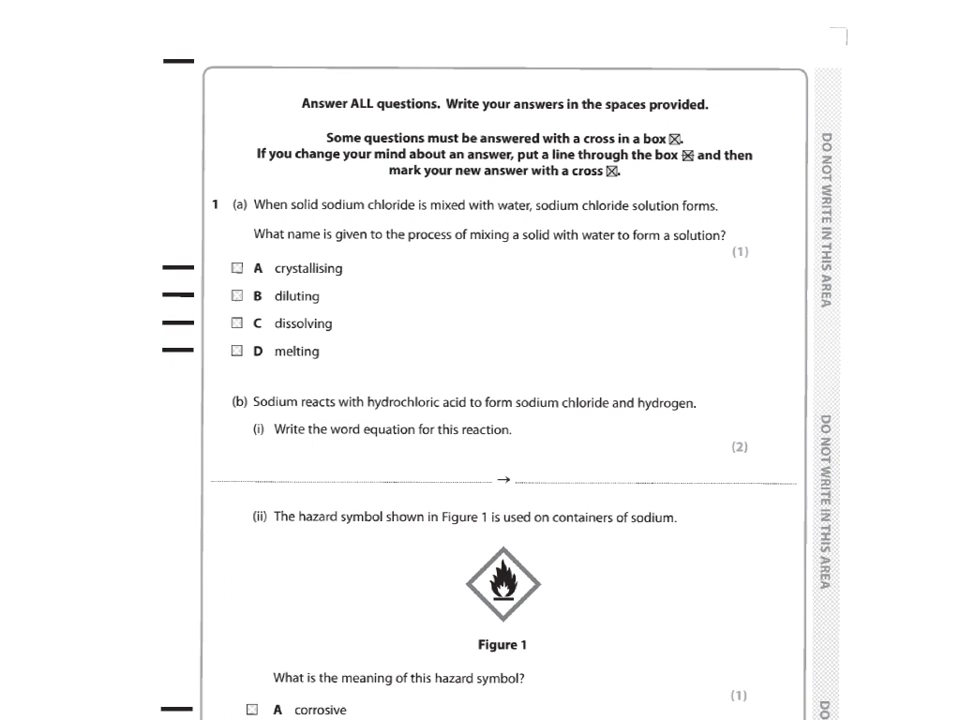 Answer ALL questions. Write your answers in the spaces provided.
Some questions must be answered with a cross in a box ☒.
If you change your mind about an answer, put a line through the box ☒ and then
mark your new answer with a cross ☒.
1 (a) When solid sodium chloride is mixed with water, sodium chloride solution forms.
What name is given to the process of mixing a solid with water to form a solution?
(1)
A crystallising
B diluting
C dissolving
D melting
(b) Sodium reacts with hydrochloric acid to form sodium chloride and hydrogen.
(i) Write the word equation for this reaction.
(2)
→
(ii) The hazard symbol shown in Figure 1 is used on containers of sodium.
Figure 1
What is the meaning of this hazard symbol?
(1)
A corrosive
DO NOT WRITE IN THIS AREA
DO NOT WRITE IN THIS AREA
DO